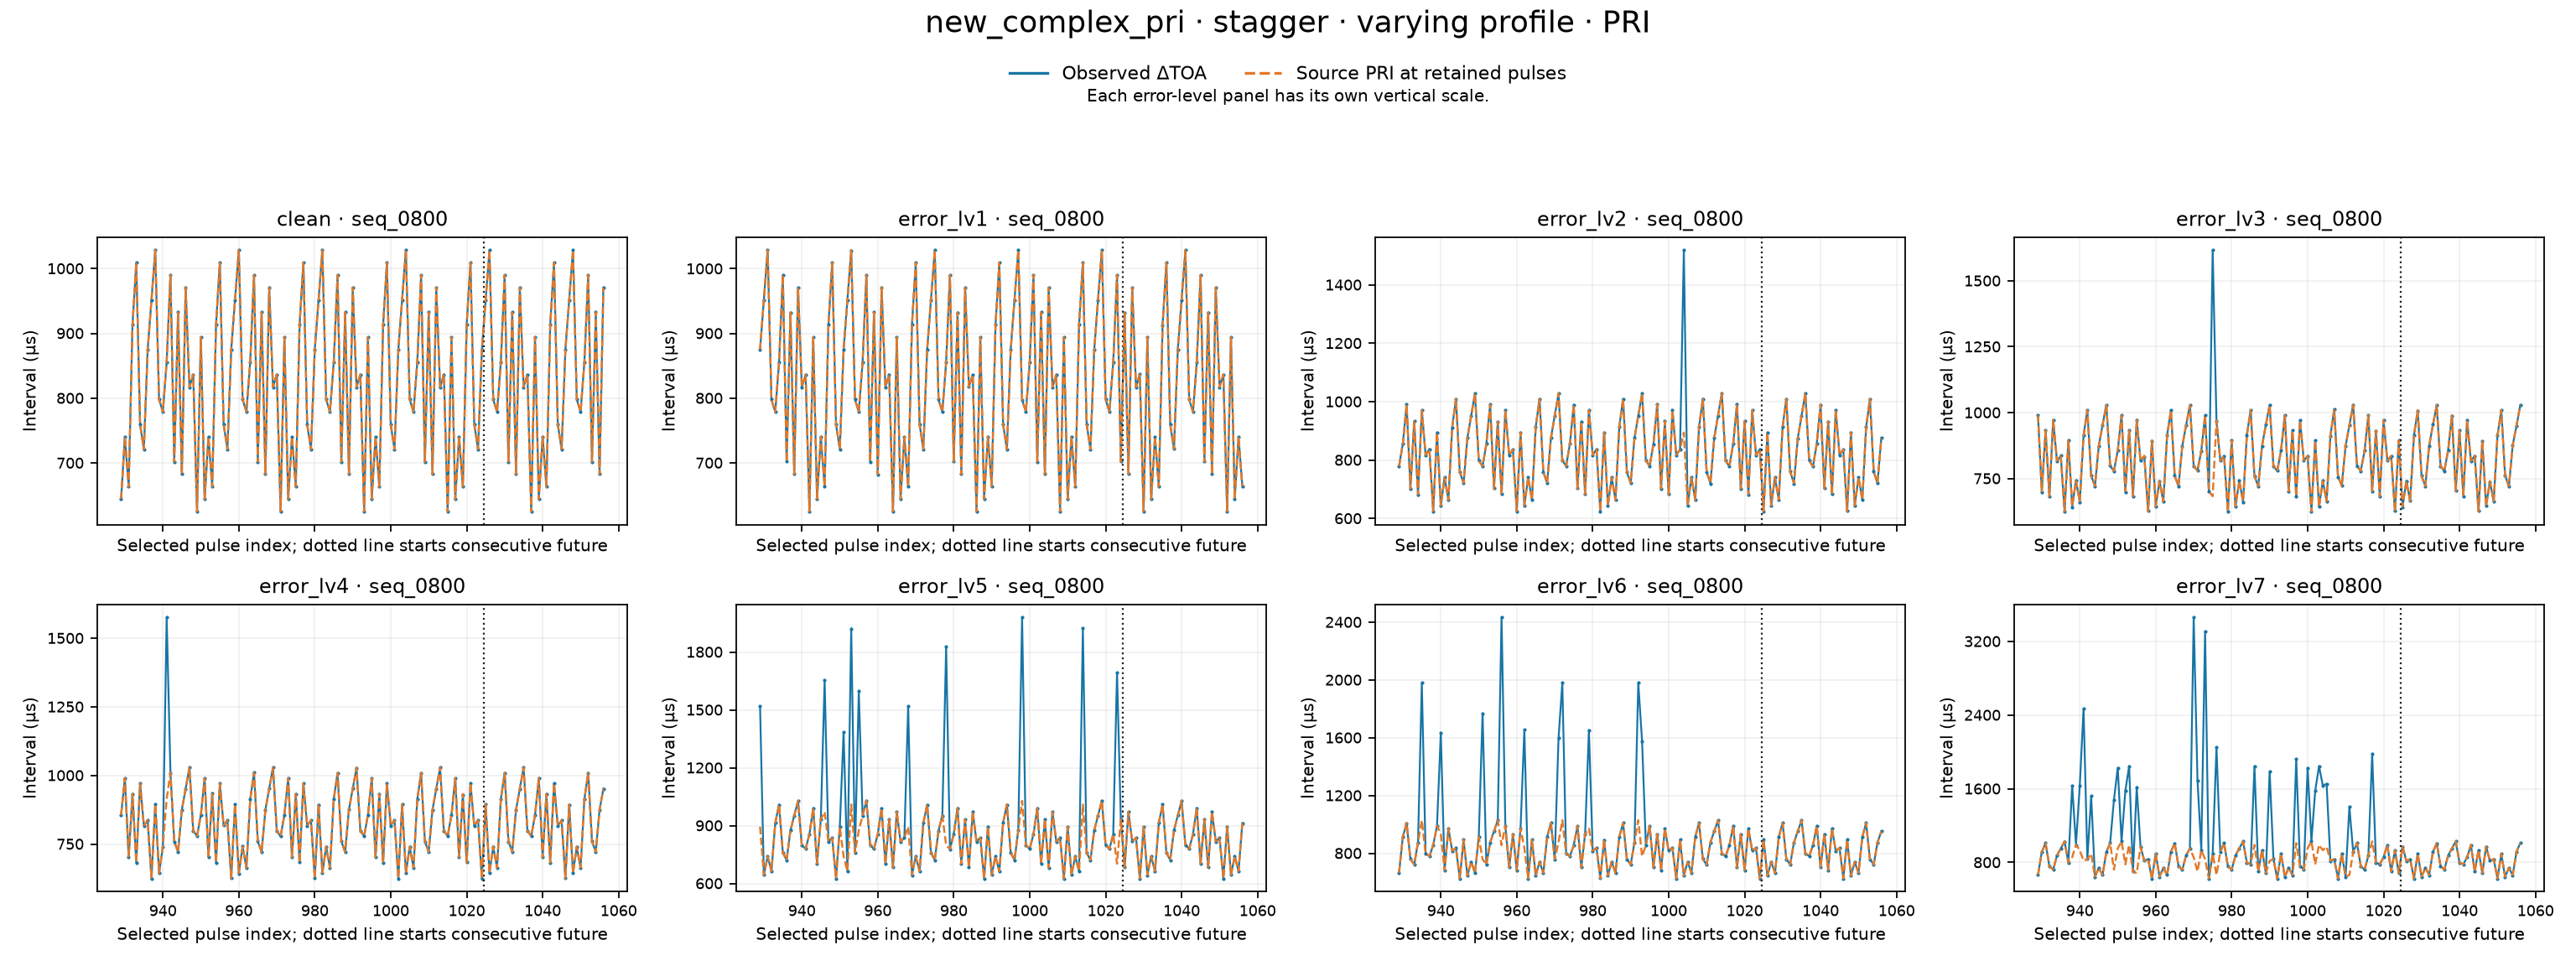 new_complex_pri · stagger · varying profile · PRI
Observed ΔTOA
Source PRI at retained pulses
Each error-level panel has its own vertical scale.
clean · seq_0800
1000
900
800
700
Interval (μs)
Selected pulse index; dotted line starts consecutive future
error_lv1 · seq_0800
1000
900
800
700
Interval (μs)
Selected pulse index; dotted line starts consecutive future
error_lv2 · seq_0800
1400
1200
1000
800
600
Interval (μs)
Selected pulse index; dotted line starts consecutive future
error_lv3 · seq_0800
1500
1250
1000
750
Interval (μs)
Selected pulse index; dotted line starts consecutive future
error_lv4 · seq_0800
1500
1250
1000
750
Interval (μs)
940 960 980 1000 1020 1040 1060
Selected pulse index; dotted line starts consecutive future
error_lv5 · seq_0800
1800
1500
1200
900
600
Interval (μs)
940 960 980 1000 1020 1040 1060
Selected pulse index; dotted line starts consecutive future
error_lv6 · seq_0800
2400
2000
1600
1200
800
Interval (μs)
940 960 980 1000 1020 1040 1060
Selected pulse index; dotted line starts consecutive future
error_lv7 · seq_0800
3200
2400
1600
800
Interval (μs)
940 960 980 1000 1020 1040 1060
Selected pulse index; dotted line starts consecutive future